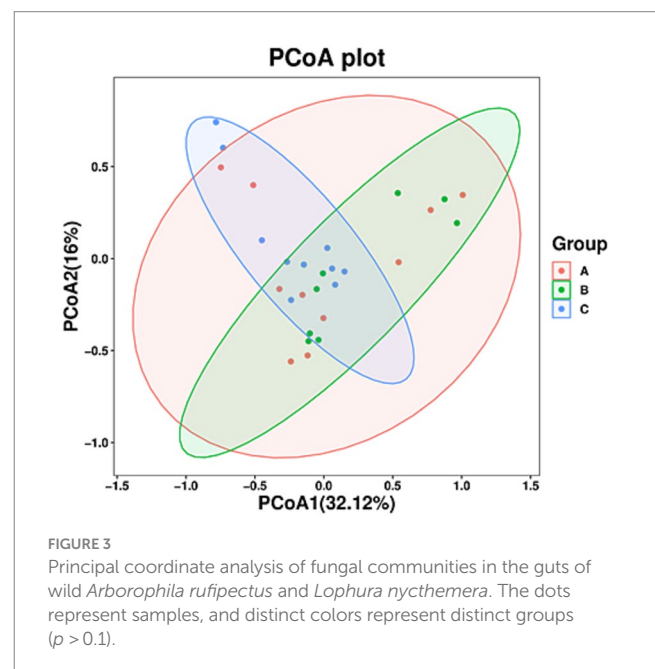 PCoA plot
PCoA2(16%)
0.5
0.0
−0.5
−1.0
−1.5 −1.0 −0.5 0.0 0.5 1.0 1.5
PCoA1(32.12%)
Group
A
B
C
FIGURE 3
Principal coordinate analysis of fungal communities in the guts of
wild Arborophila rufipectus and Lophura nycthemera. The dots
represent samples, and distinct colors represent distinct groups
(p > 0.1).